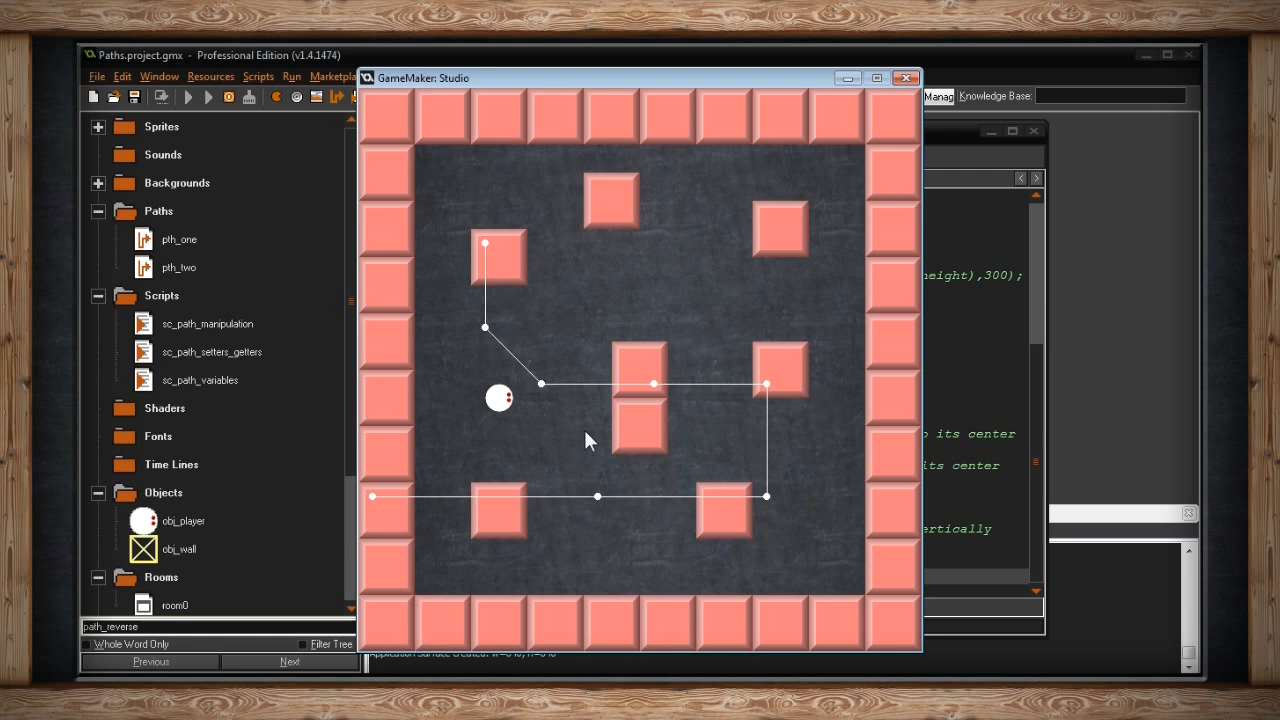 Paths.project.gmx - Professional Edition (v1.4.1474)
File Edit Window Resources Scripts Run Marketpla
GameMaker: Studio
Manag Knowledge Base:
Sprites
Sounds
Backgrounds
Paths
pth_one
pth_two
Scripts
sc_path_manipulation
sc_path_setters_getters
sc_path_variables
Shaders
Fonts
Time Lines
Objects
obj_player
obj_wall
Rooms
room0
path_reverse
Whole Word Only Filter Tree
Previous Next
height),300);
its center
its center
ertically